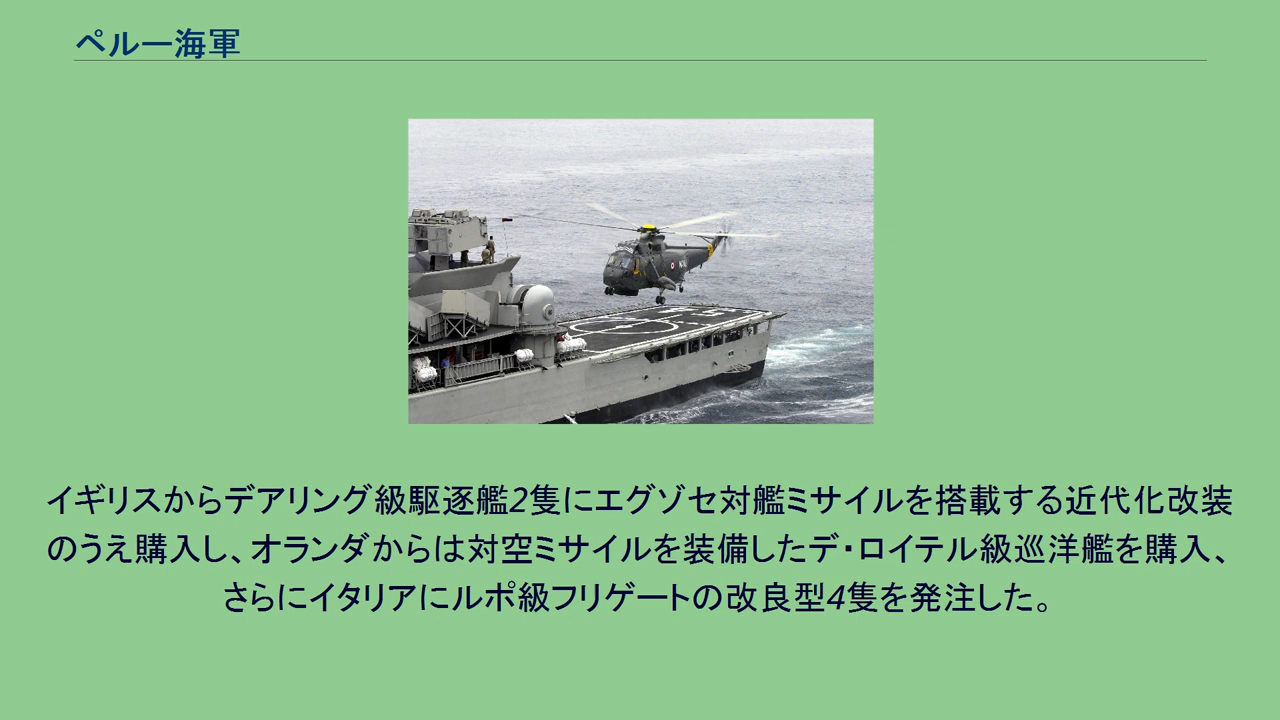 ペルー海軍
イギリスからデアリング級駆逐艦2隻にエグゾセ対艦ミサイルを搭載する近代化改装
のうえ購入し、オランダからは対空ミサイルを装備したデ・ロイテル級巡洋艦を購入、
さらにイタリアにルポ級フリゲートの改良型4隻を発注した。